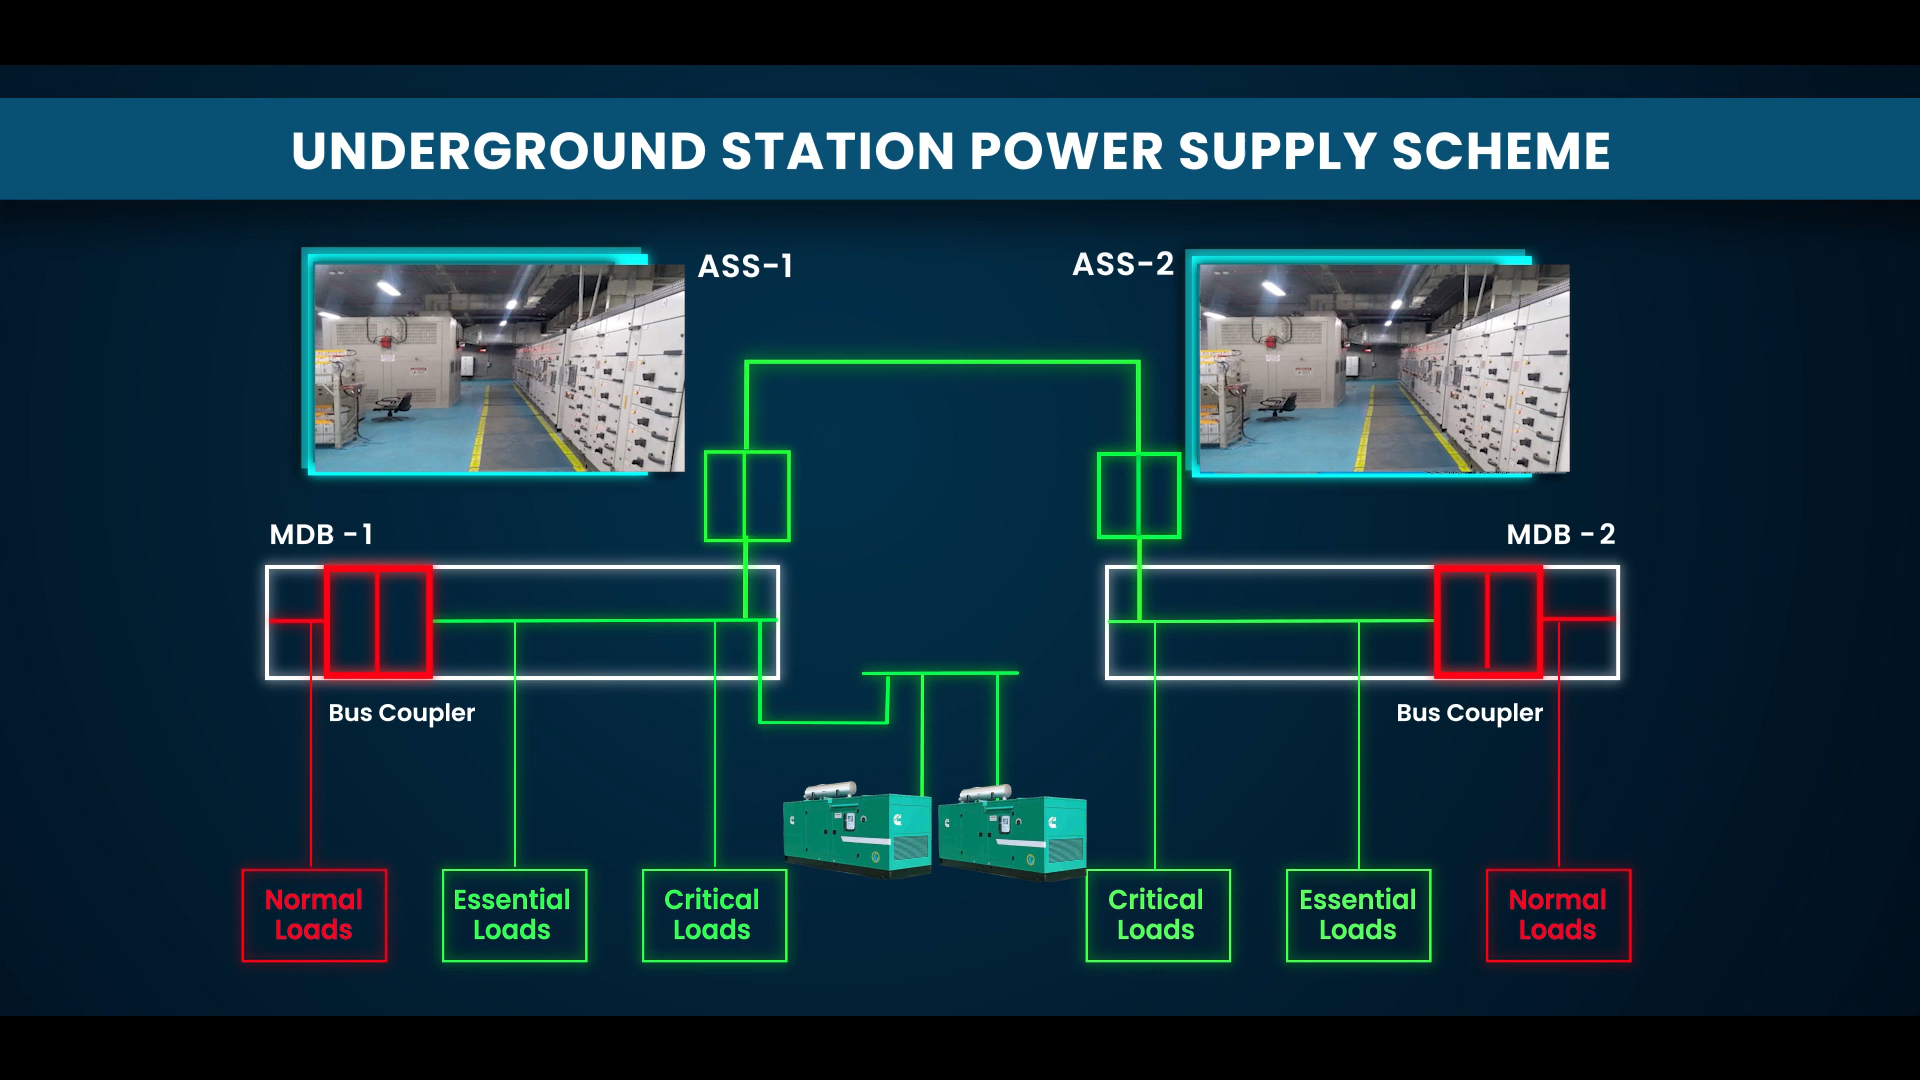 UNDERGROUND STATION POWER SUPPLY SCHEME
ASS-1
ASS-2
MDB - 1
MDB - 2
Bus Coupler
Bus Coupler
Normal
Loads
Essential
Loads
Critical
Loads
Critical
Loads
Essential
Loads
Normal
Loads